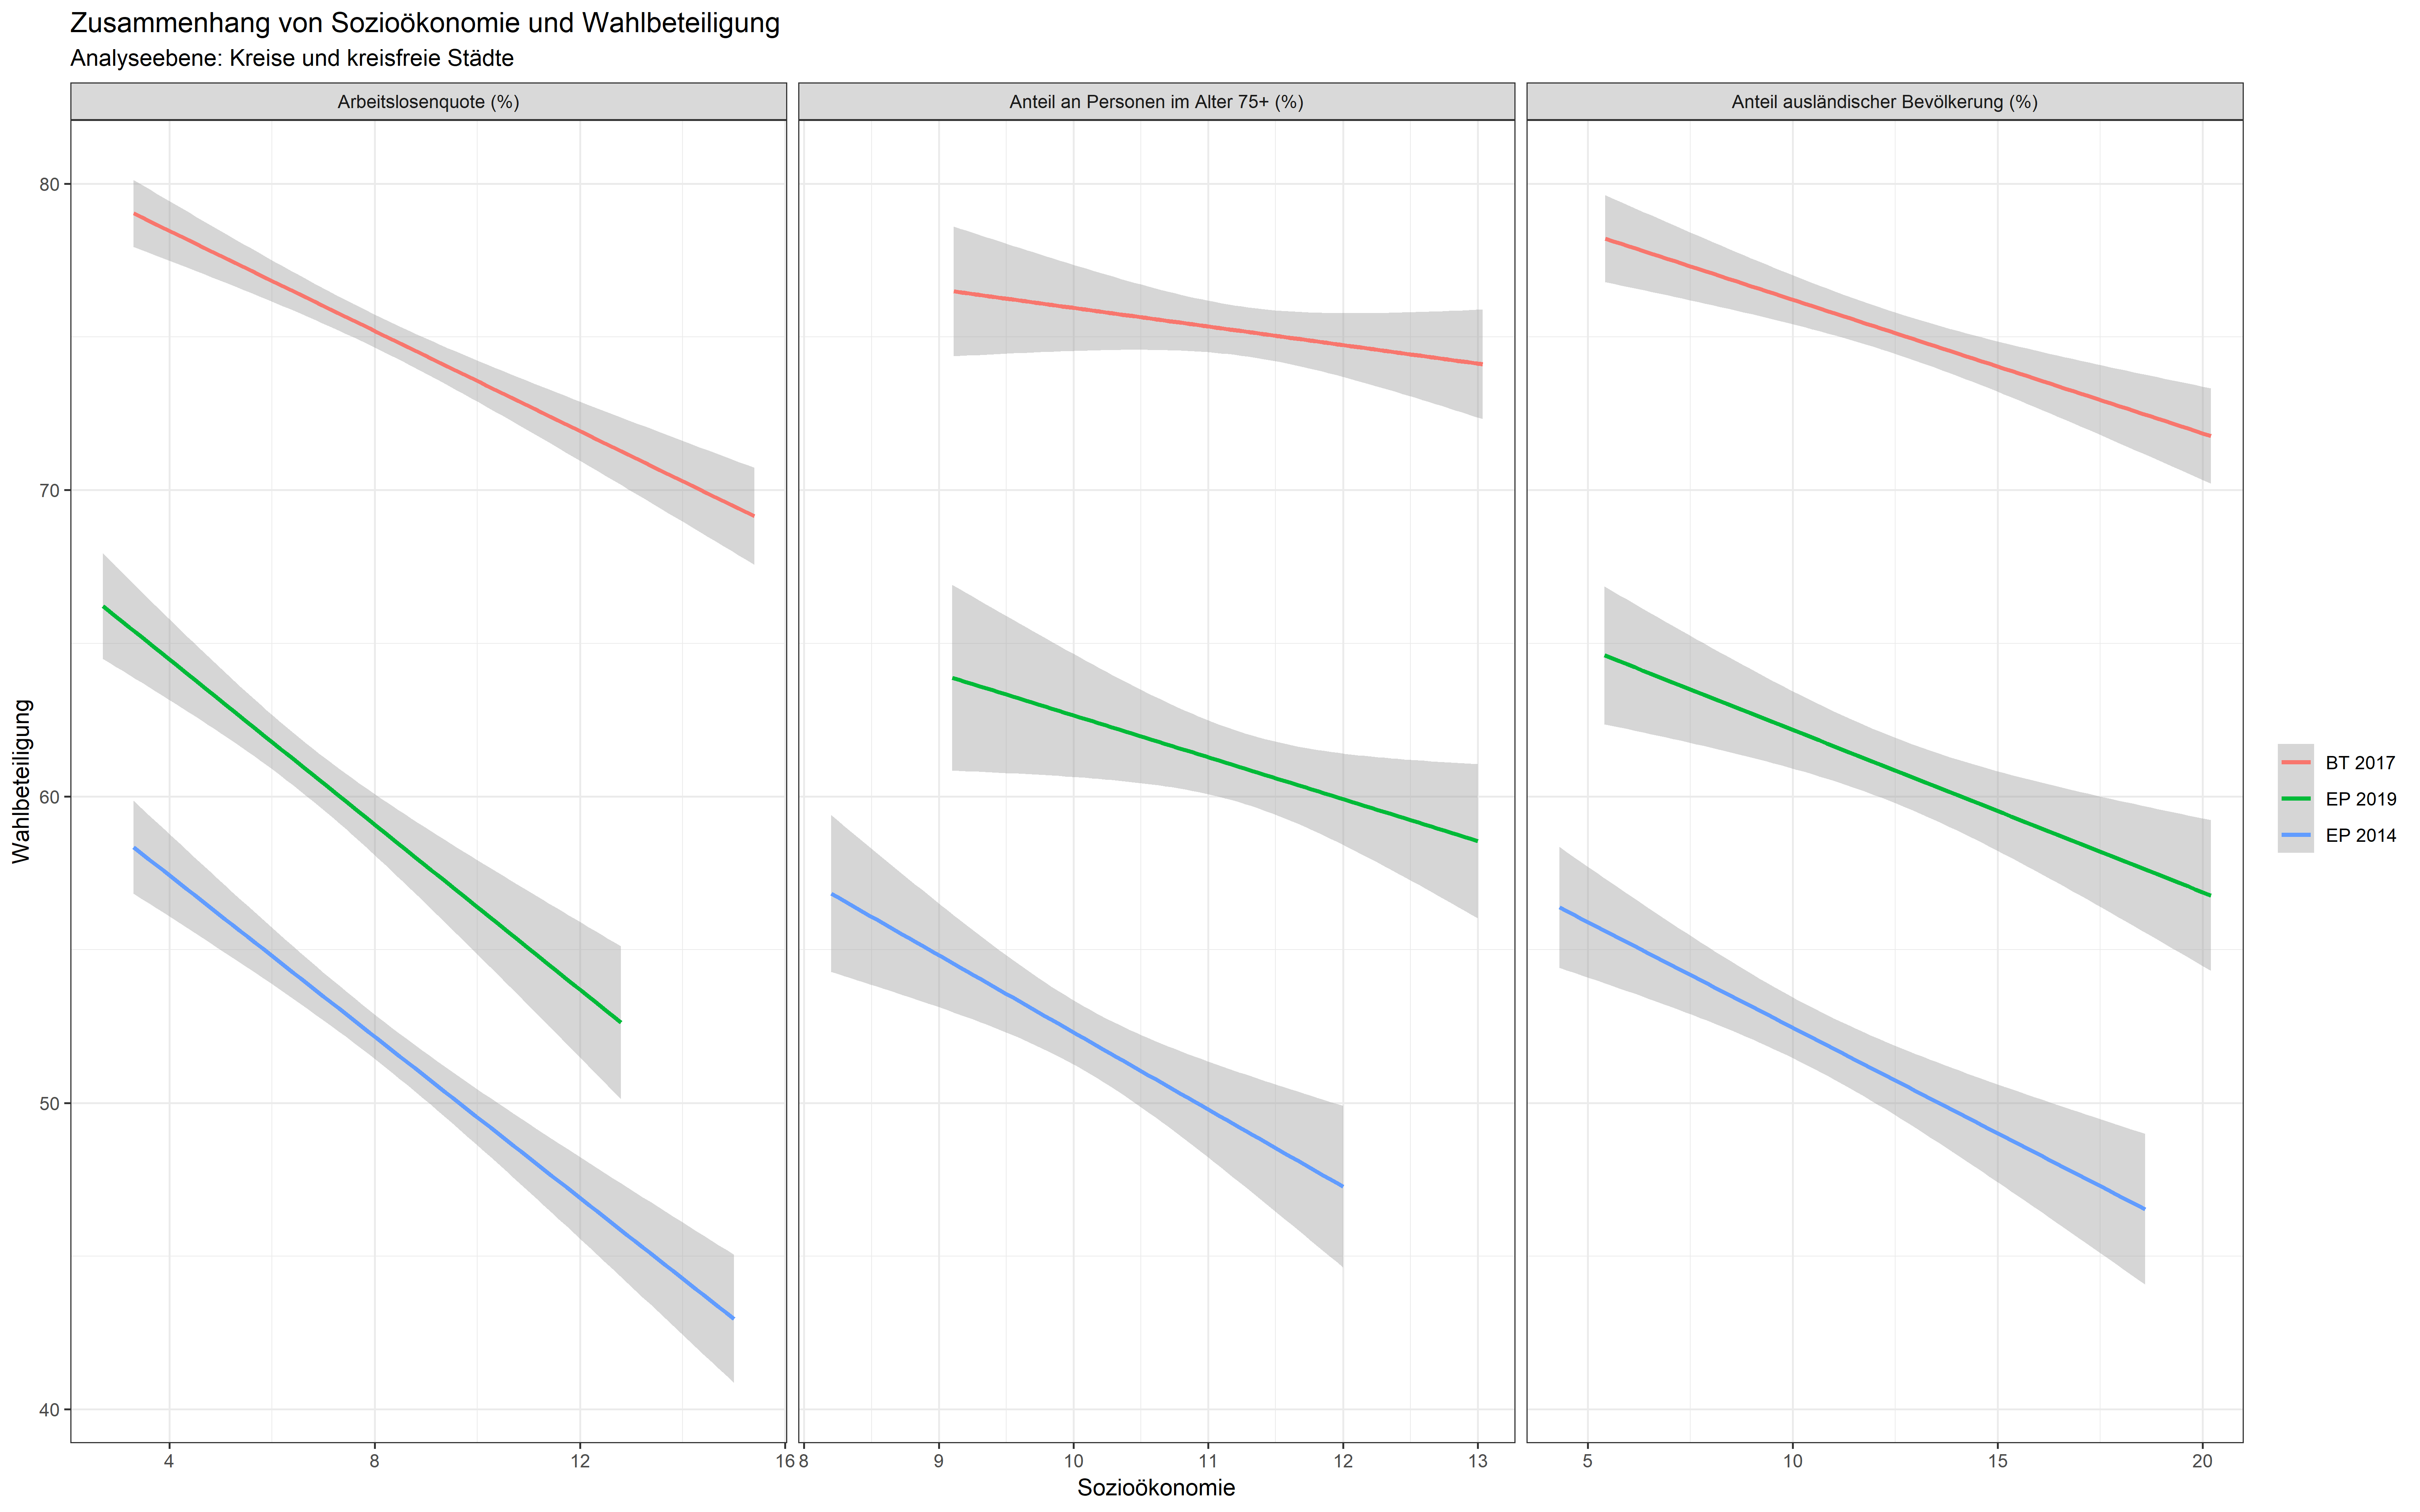 Zusammenhang von Sozioökonomie und Wahlbeteiligung
Analyseebene: Kreise und kreisfreie Städte
Arbeitslosenquote (%)
Anteil an Personen im Alter 75+ (%)
Anteil ausländischer Bevölkerung (%)
Wahlbeteiligung
80
70
60
50
40
4 8 12 16
8 9 10 11 12 13
5 10 15 20
Sozioökonomie
BT 2017
EP 2019
EP 2014